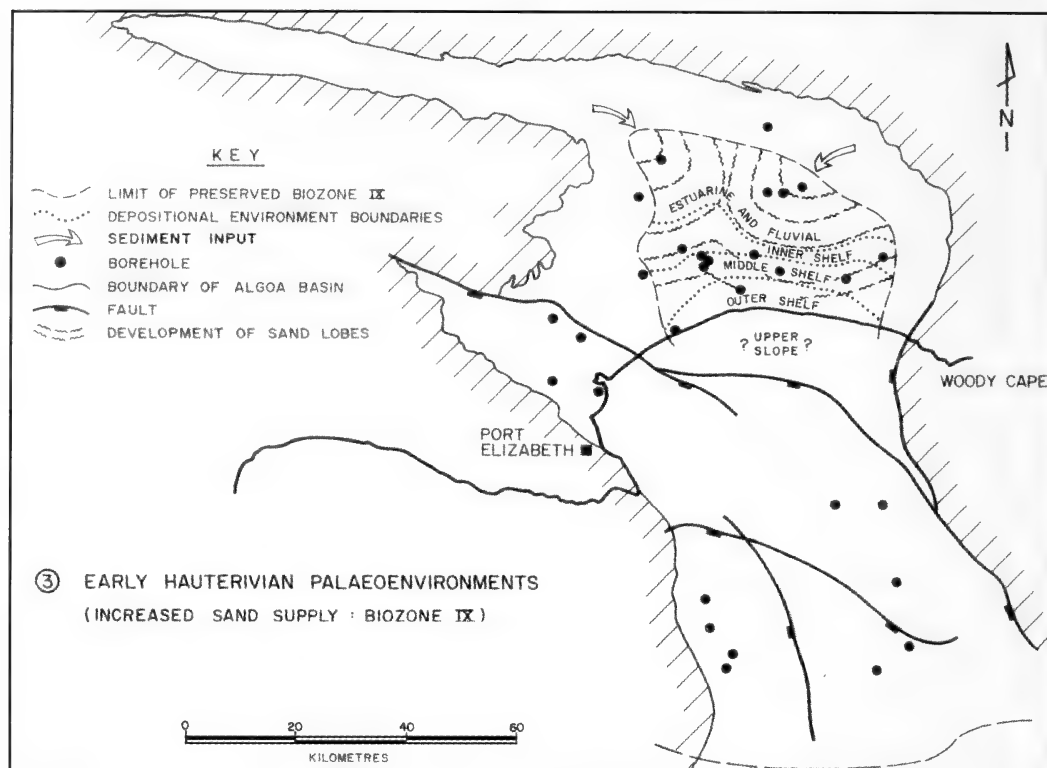 N
KEY
LIMIT OF PRESERVED BIOZONE IX
DEPOSITIONAL ENVIRONMENT BOUNDARIES
SEDIMENT INPUT
BOREHOLE
BOUNDARY OF ALGOA BASIN
FAULT
DEVELOPMENT OF SAND LOBES
ESTUARINE AND FLUVIAL
INNER SHELF
MIDDLE SHELF
OUTER SHELF
? UPPER ?
SLOPE
WOODY CAPE
PORT
ELIZABETH
③ EARLY HAUTERIVIAN PALAEOENVIRONMENTS
(INCREASED SAND SUPPLY : BIOZONE IX)
0 20 40 60
KILOMETRES